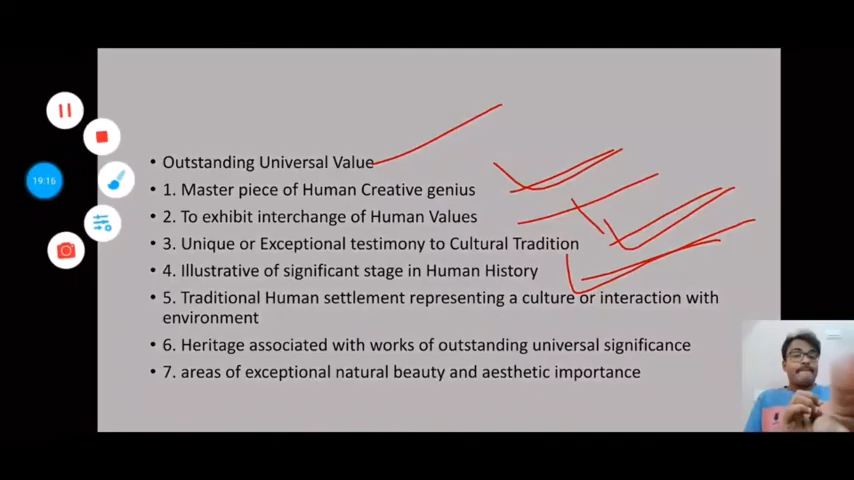 • Outstanding Universal Value
• 1. Master piece of Human Creative genius
• 2. To exhibit interchange of Human Values
• 3. Unique or Exceptional testimony to Cultural Tradition
• 4. Illustrative of significant stage in Human History
• 5. Traditional Human settlement representing a culture or interaction with
environment
• 6. Heritage associated with works of outstanding universal significance
• 7. areas of exceptional natural beauty and aesthetic importance
19:16